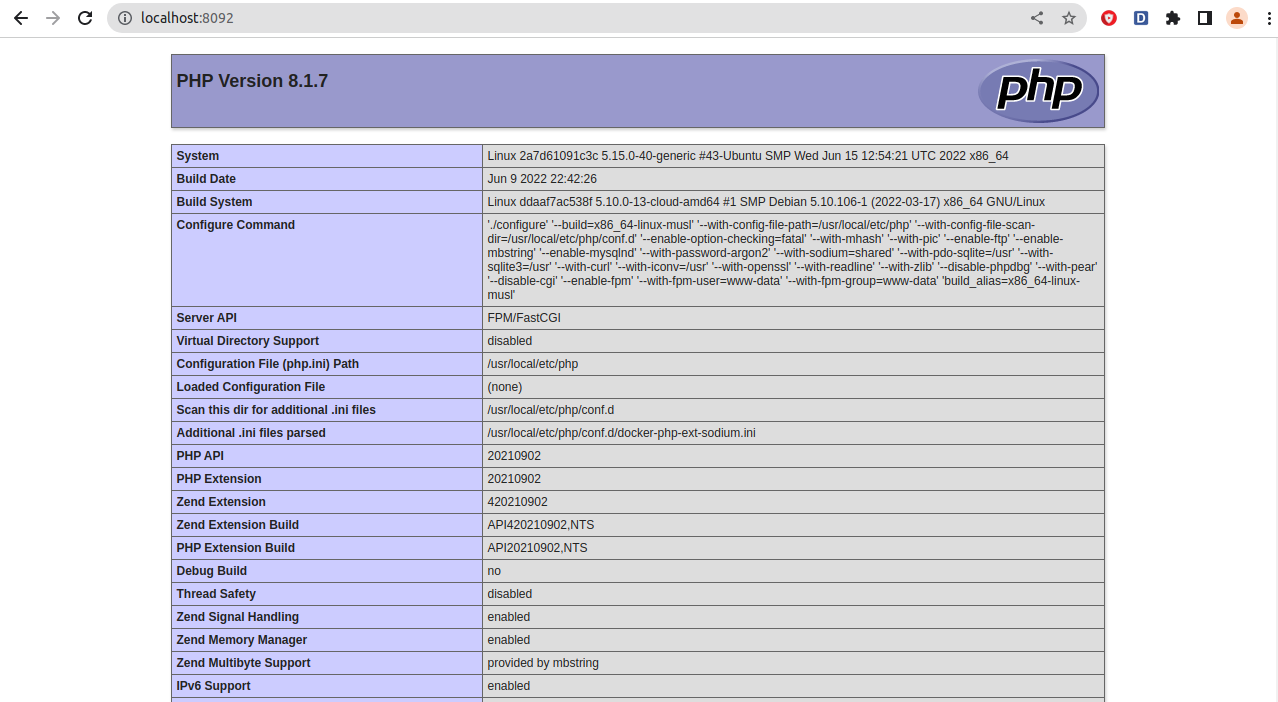 localhost:8092
PHP Version 8.1.7
php
System Linux 2a7d61091c3c 5.15.0-40-generic #43-Ubuntu SMP Wed Jun 15 12:54:21 UTC 2022 x86_64
Build Date Jun 9 2022 22:42:26
Build System Linux ddaaf7ac538f 5.10.0-13-cloud-amd64 #1 SMP Debian 5.10.106-1 (2022-03-17) x86_64 GNU/Linux
Configure Command './configure' '--build=x86_64-linux-musl' '--with-config-file-path=/usr/local/etc/php' '--with-config-file-scan-
dir=/usr/local/etc/php/conf.d' '--enable-option-checking=fatal' '--with-mhash' '--with-pic' '--enable-ftp' '--enable-
mbstring' '--enable-mysqlnd' '--with-password-argon2' '--with-sodium=shared' '--with-pdo-sqlite=/usr' '--with-
sqlite3=/usr' '--with-curl' '--with-iconv=/usr' '--with-openssl' '--with-readline' '--with-zlib' '--disable-phpdbg' '--with-pear'
'--disable-cgi' '--enable-fpm' '--with-fpm-user=www-data' '--with-fpm-group=www-data' 'build_alias=x86_64-linux-
musl'
Server API FPM/FastCGI
Virtual Directory Support disabled
Configuration File (php.ini) Path /usr/local/etc/php
Loaded Configuration File (none)
Scan this dir for additional .ini files /usr/local/etc/php/conf.d
Additional .ini files parsed /usr/local/etc/php/conf.d/docker-php-ext-sodium.ini
PHP API 20210902
PHP Extension 20210902
Zend Extension 420210902
Zend Extension Build API420210902,NTS
PHP Extension Build API20210902,NTS
Debug Build no
Thread Safety disabled
Zend Signal Handling enabled
Zend Memory Manager enabled
Zend Multibyte Support provided by mbstring
IPv6 Support enabled